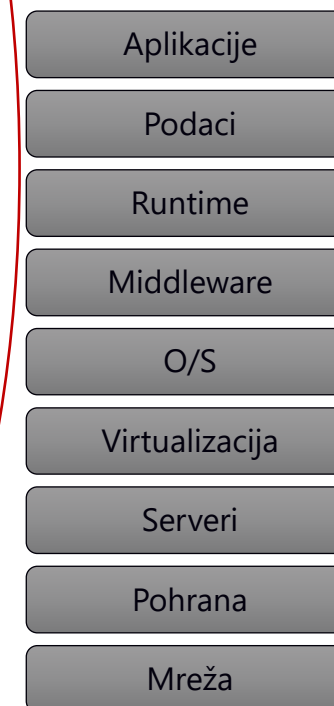 Aplikacije
Podaci
Runtime
Middleware
O/S
Virtualizacija
Serveri
Pohrana
Mreža